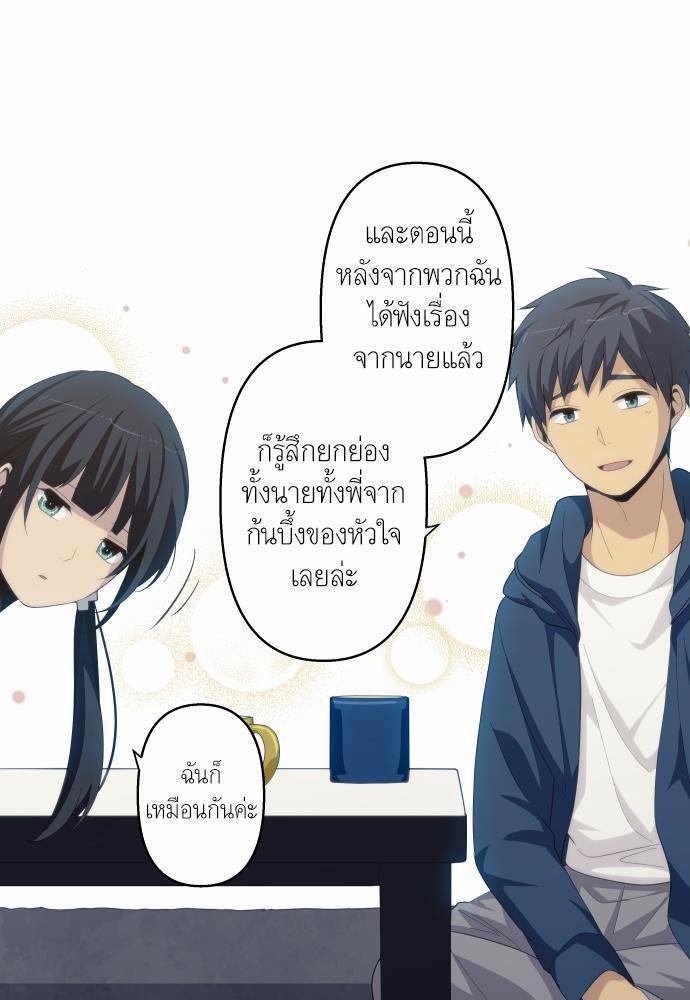 และตอนนี้
หลังจากพวกฉัน
ได้ฟังเรื่อง
จากนายแล้ว
ก็รู้สึกยกย่อง
ทั้งนายทั้งพี่จาก
ก้นบึ้งของหัวใจ
เลยล่ะ
ฉันก็
เหมือนกันค่ะ